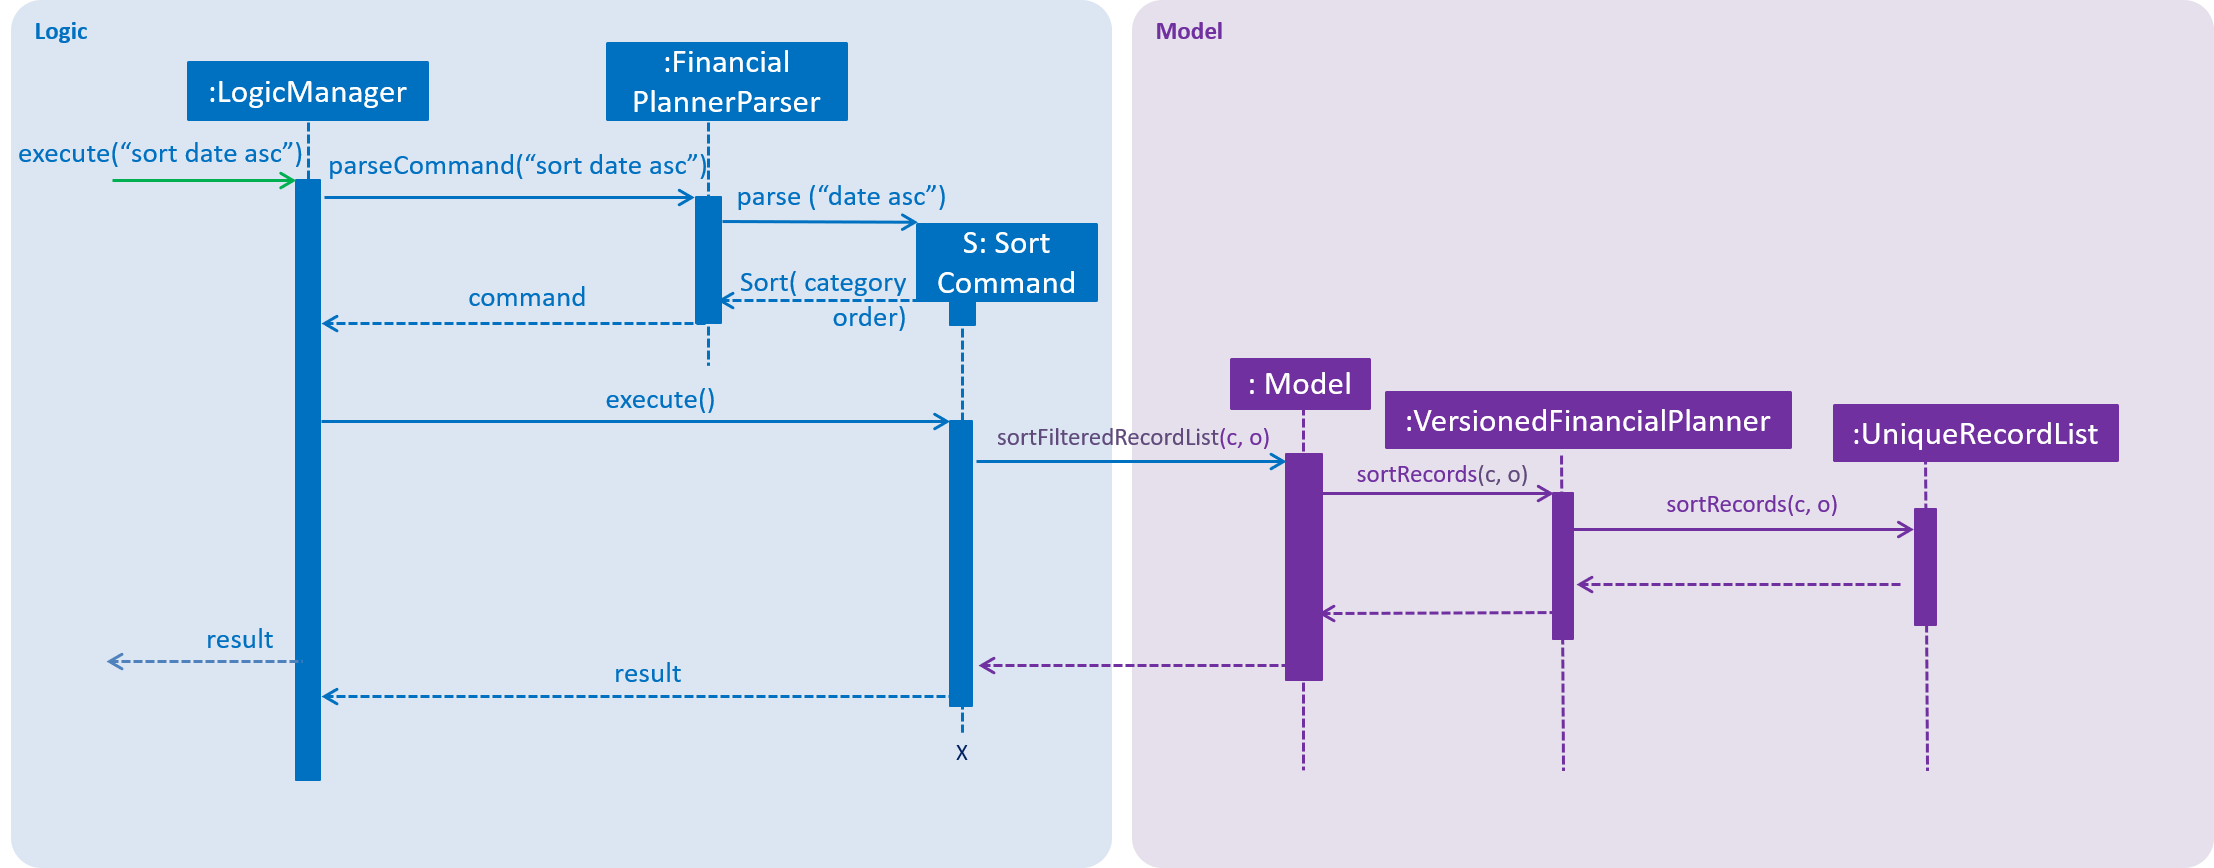 Logic
Model
:LogicManager
:Financial
PlannerParser
execute(“sort date asc”)
parseCommand(“sort date asc”)
parse (“date asc”)
S: Sort
Command
Sort( category
order)
command
: Model
:VersionedFinancialPlanner
:UniqueRecordList
execute()
sortFilteredRecordList(c, o)
sortRecords(c, o)
sortRecords(c, o)
result
result
X